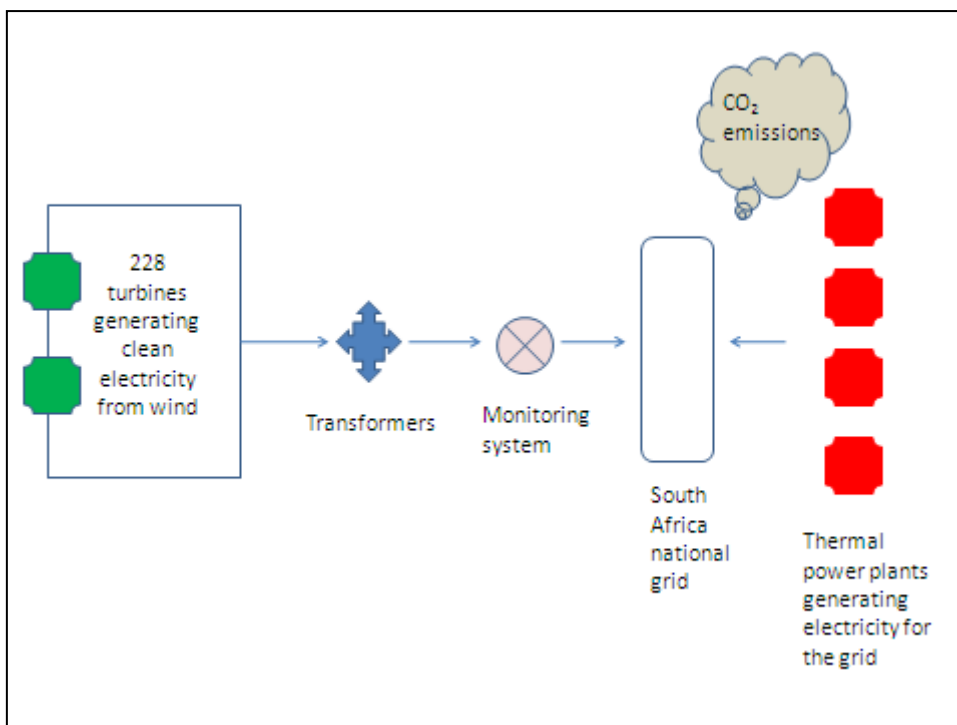 CO₂
emissions
228
turbines
generating
clean
electricity
from wind
Transformers
Monitoring
system
South
Africa
national
grid
Thermal
power plants
generating
electricity for
the grid